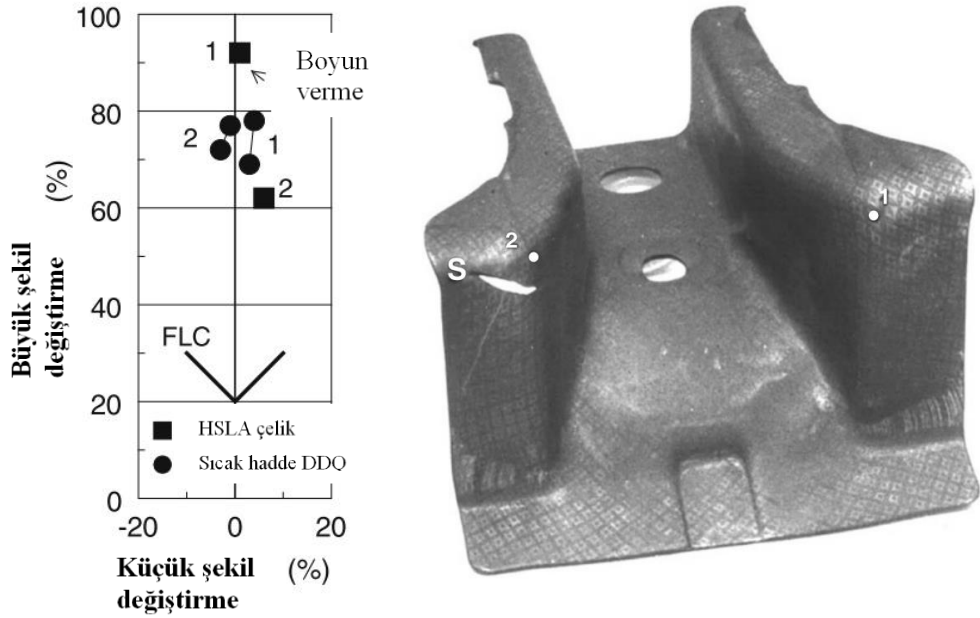 100
80
60
40
20
0
-20
0
20
(%)
Büyük şekil
değiştirme
1
Boyun
verme
2
1
2
FLC
HSLA çelik
Sıcak hadde DDQ
Küçük şekil
değiştirme
(%)
1
2
S